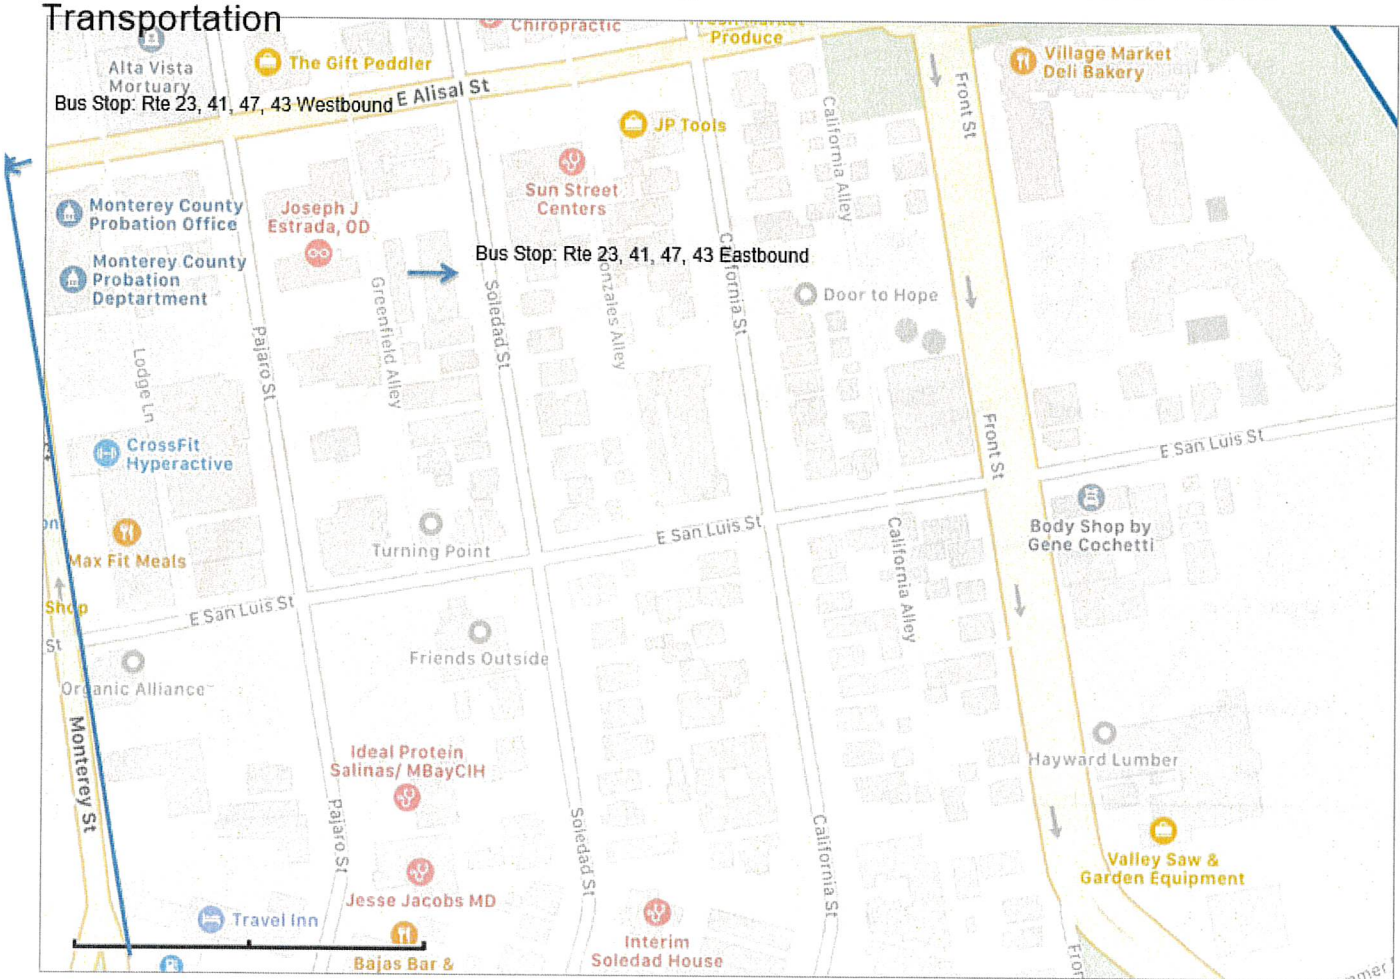 Transportation
Chiropractic
Fresh Market
Produce
Alta Vista
Mortuary
The Gift Peddler
Village Market
Deli Bakery
Bus Stop: Rte 23, 41, 47, 43 Westbound
E Alisal St
JP Tools
California Alley
Front St
Sun Street
Centers
Monterey County
Probation Office
Joseph J
Estrada, OD
Monterey County
Probation
Deptartment
Bus Stop: Rte 23, 41, 47, 43 Eastbound
Door to Hope
Lodge Ln
Pajaro St
Greenfield Alley
Soledad St
onzales Alley
California St
Front St
CrossFit
Hyperactive
E San Luis St
Max Fit Meals
Turning Point
E San Luis St
California Alley
Body Shop by
Gene Cochetti
Shop
St
E San Luis St
Friends Outside
Organic Alliance
Monterey St
Ideal Protein
Salinas/ MBayCIH
Hayward Lumber
Pajaro St
Soledad St
California St
Valley Saw &
Garden Equipment
Jesse Jacobs MD
Travel Inn
Interim
Soledad House
Bajas Bar &
Fron